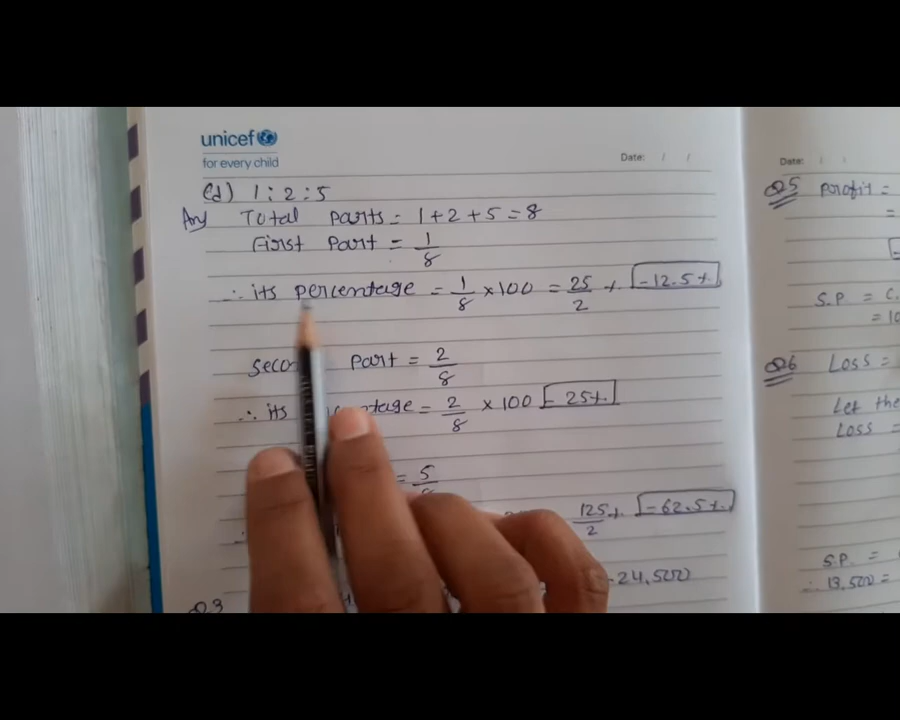 unicef
for every child
Date: / /
(d) 1:2:5
Ans Total Parts = 1+2+5=8
First Part = 1/8
∴ its percentage = 1/8 ×100 = 25/2 % = 12.5%
Part = 2/8
∴ its = 2/8 × 100 = 25%
= 5/8
125/2 % = 62.5%
24,500
Q3
Date: / /
Q5 Profit =
=
S.P = C.
= 10
Q6 Loss =
Let the
Loss =
S.P. =
∴ 13,500 =